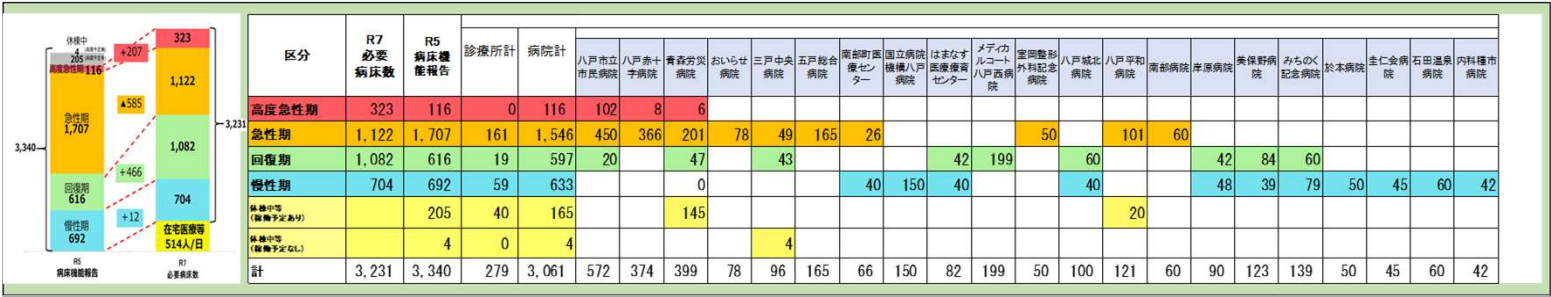 休棟中
4
205
高度急性期 116
急性期
1,707
回復期
616
慢性期
692
3,340
R5
病床機能報告
+207
▲585
+466
+12
323
1,122
1,082
704
在宅医療等
514人/日
3,231
R7
必要病床数
区分 R7必要病床数 R5病床機能報告 診療所計 病院計 八戸市立市民病院 八戸赤十字病院 青森労災病院 おいらせ病院 三戸中央病院 五戸総合病院 南部町医療センター 国立病院機構八戸病院 はまなす医療療育センター メディカルコート八戸西病院 室岡整形外科記念病院 八戸城北病院 八戸平和病院 南部病院 岸原病院 美保野病院 みちのく記念病院 於本病院 圭仁会病院 石田温泉病院 内科種市病院
高度急性期 323 116 0 116 102 8 6
急性期 1,122 1,707 161 1,546 450 366 201 78 49 165 26 50 101 60
回復期 1,082 616 19 597 20 47 43 42 199 60 42 84 60
慢性期 704 692 59 633 0 40 150 40 40 48 39 79 50 45 60 42
休棟中等
(稼働予定あり) 205 40 165 145 20
休棟中等
(稼働予定なし) 4 0 4 4
計 3,231 3,340 279 3,061 572 374 399 78 96 165 66 150 82 199 50 100 121 60 90 123 139 50 45 60 42